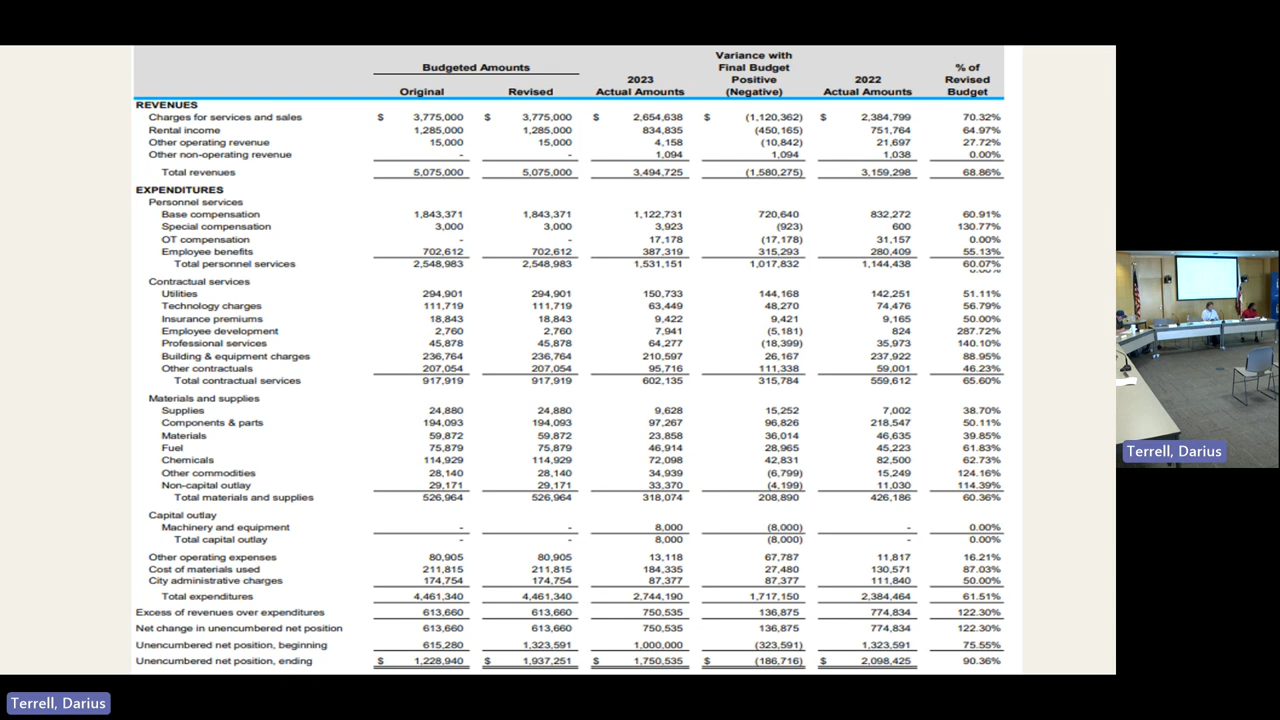 Variance with
Budgeted Amounts Final Budget % of
2023 Positive 2022 Revised
Original Revised Actual Amounts (Negative) Actual Amounts Budget
REVENUES
Charges for services and sales $ 3,775,000 $ 3,775,000 $ 2,654,638 $ (1,120,362) $ 2,384,799 70.32%
Rental income 1,285,000 1,285,000 834,835 (450,165) 751,764 64.97%
Other operating revenue 15,000 15,000 4,158 (10,842) 21,697 27.72%
Other non-operating revenue - - 1,094 1,094 1,038 0.00%
Total revenues 5,075,000 5,075,000 3,494,725 (1,580,275) 3,159,298 68.86%
EXPENDITURES
Personnel services
Base compensation 1,843,371 1,843,371 1,122,731 720,640 832,272 60.91%
Special compensation 3,000 3,000 3,923 (923) 600 130.77%
OT compensation - - 17,178 (17,178) 31,157 0.00%
Employee benefits 702,612 702,612 387,319 315,293 280,409 55.13%
Total personnel services 2,548,983 2,548,983 1,531,151 1,017,832 1,144,438 60.07%
Contractual services
Utilities 294,901 294,901 150,733 144,168 142,251 51.11%
Technology charges 111,719 111,719 63,449 48,270 74,476 56.79%
Insurance premiums 18,843 18,843 9,422 9,421 9,165 50.00%
Employee development 2,760 2,760 7,941 (5,181) 824 287.72%
Professional services 45,878 45,878 64,277 (18,399) 35,973 140.10%
Building & equipment charges 236,764 236,764 210,597 26,167 237,922 88.95%
Other contractuals 207,054 207,054 95,716 111,338 59,001 46.23%
Total contractual services 917,919 917,919 602,135 315,784 559,612 65.60%
Materials and supplies
Supplies 24,880 24,880 9,628 15,252 7,002 38.70%
Components & parts 194,093 194,093 97,267 96,826 218,547 50.11%
Materials 59,872 59,872 23,858 36,014 46,635 39.85%
Fuel 75,879 75,879 46,914 28,965 45,223 61.83%
Chemicals 114,929 114,929 72,098 42,831 82,500 62.73%
Other commodities 28,140 28,140 34,939 (6,799) 15,249 124.16%
Non-capital outlay 29,171 29,171 33,370 (4,199) 11,030 114.39%
Total materials and supplies 526,964 526,964 318,074 208,890 426,186 60.36%
Capital outlay
Machinery and equipment - - 8,000 (8,000) - 0.00%
Total capital outlay - - 8,000 (8,000) - 0.00%
Other operating expenses 80,905 80,905 13,118 67,787 11,817 16.21%
Cost of materials used 211,815 211,815 184,335 27,480 130,571 87.03%
City administrative charges 174,754 174,754 87,377 87,377 111,840 50.00%
Total expenditures 4,461,340 4,461,340 2,744,190 1,717,150 2,384,464 61.51%
Excess of revenues over expenditures 613,660 613,660 750,535 136,875 774,834 122.30%
Net change in unencumbered net position 613,660 613,660 750,535 136,875 774,834 122.30%
Unencumbered net position, beginning 615,280 1,323,591 1,000,000 (323,591) 1,323,591 75.55%
Unencumbered net position, ending $ 1,228,940 $ 1,937,251 $ 1,750,535 $ (186,716) $ 2,098,425 90.36%
Terrell, Darius
Terrell, Darius